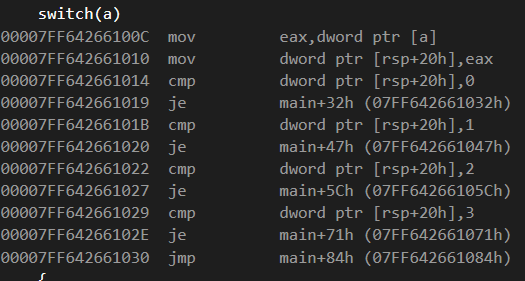 switch(a)
00007FF64266100C mov eax,dword ptr [a]
00007FF642661010 mov dword ptr [rsp+20h],eax
00007FF642661014 cmp dword ptr [rsp+20h],0
00007FF642661019 je main+32h (07FF642661032h)
00007FF64266101B cmp dword ptr [rsp+20h],1
00007FF642661020 je main+47h (07FF642661047h)
00007FF642661022 cmp dword ptr [rsp+20h],2
00007FF642661027 je main+5Ch (07FF64266105Ch)
00007FF642661029 cmp dword ptr [rsp+20h],3
00007FF64266102E je main+71h (07FF642661071h)
00007FF642661030 jmp main+84h (07FF642661084h)
{